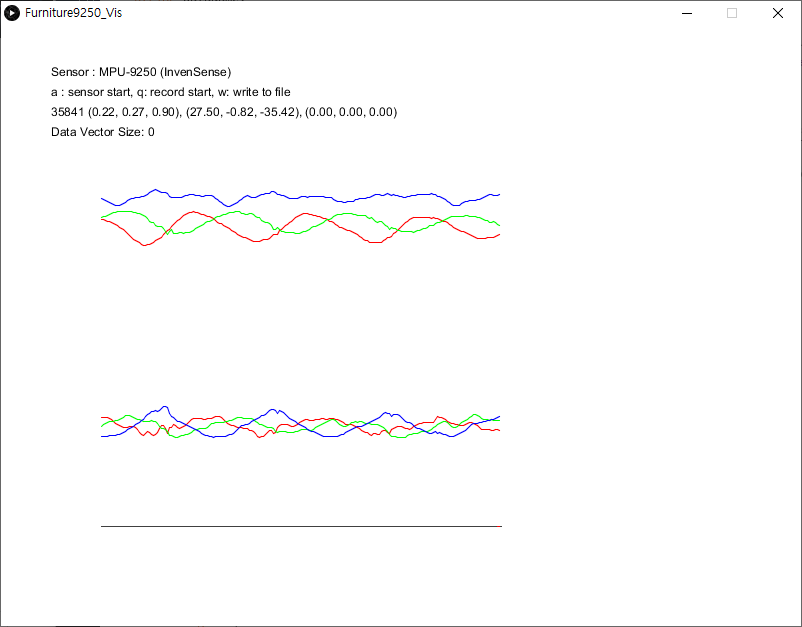 Furniture9250_Vis
Sensor : MPU-9250 (InvenSense)
a : sensor start, q: record start, w: write to file
35841 (0.22, 0.27, 0.90), (27.50, -0.82, -35.42), (0.00, 0.00, 0.00)
Data Vector Size: 0